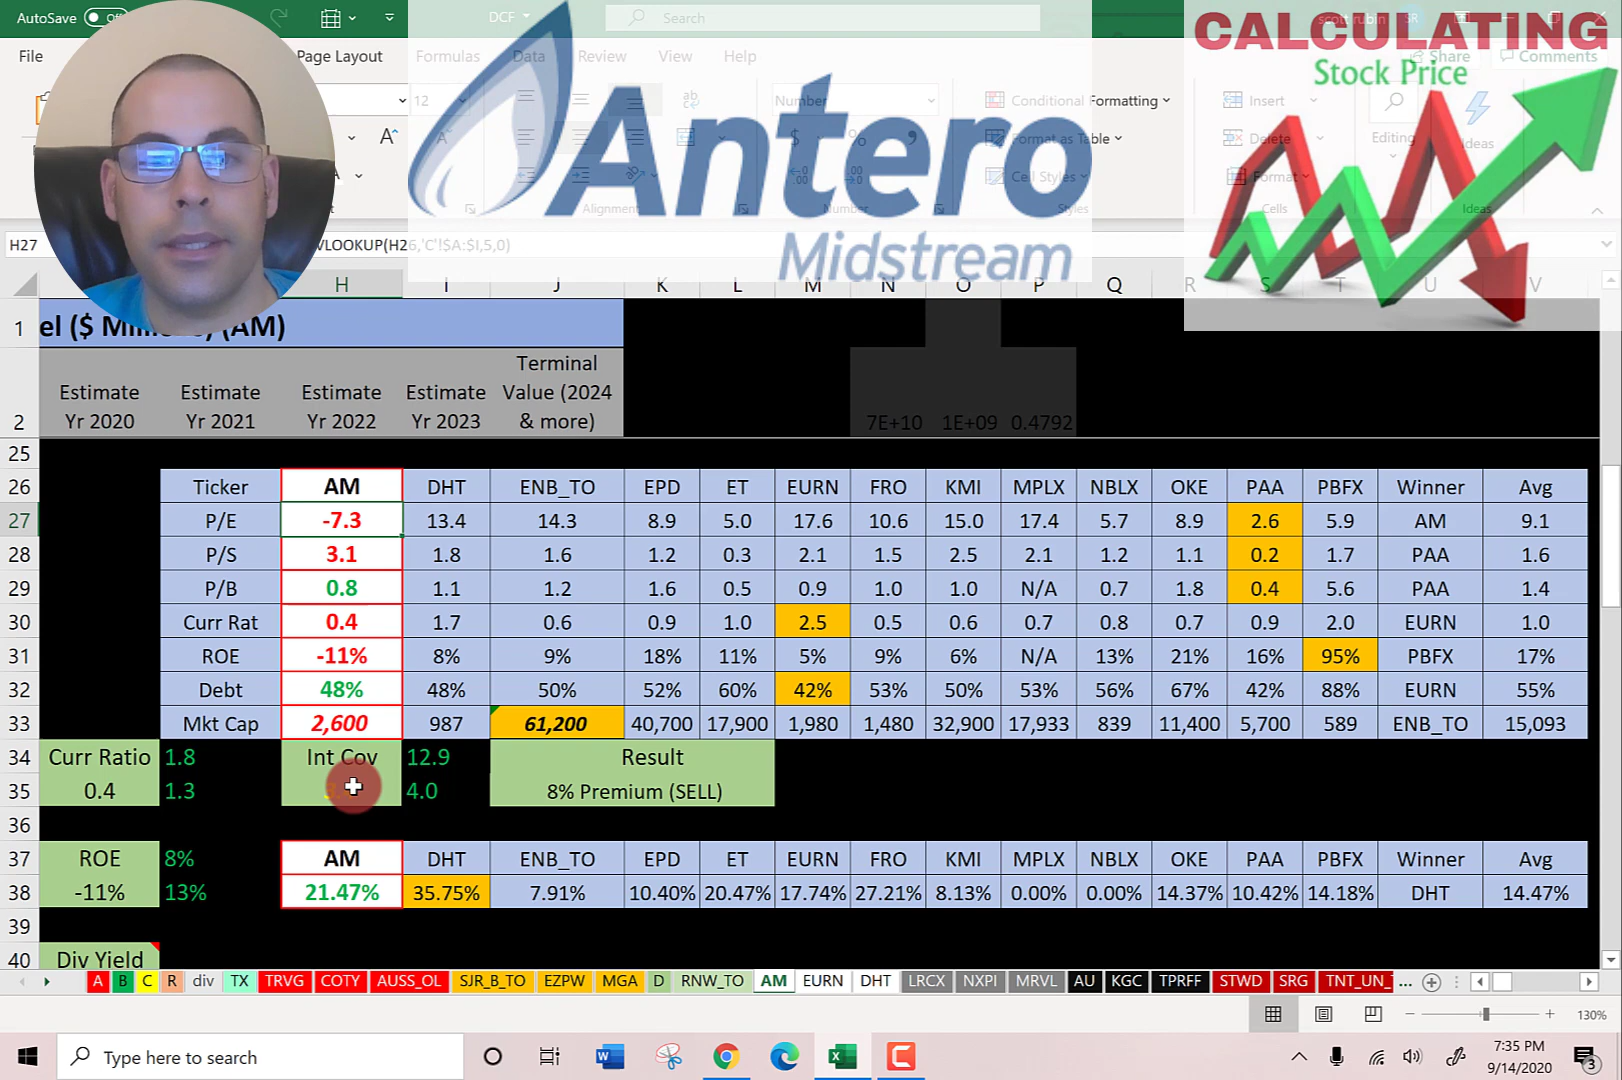 AutoSave Off DCF Search scott rubin SR
File Page Layout Formulas Data Review View Help Share Comments
CALCULATING
Stock Price
Antero
Midstream
12 Number Conditional Formatting Insert
Format as Table Delete Editing Ideas
Cell Styles Format
Alignment Number Styles Cells Ideas
H27 VLOOKUP(H26,'C'!$A:$I,5,0)
H I J K L M N O P Q R S T U V
1 el ($ Millions) (AM)
2 Estimate Yr 2020 Estimate Yr 2021 Estimate Yr 2022 Estimate Yr 2023 Terminal Value (2024 & more) 7E+10 1E+09 0.4792
25
26 Ticker AM DHT ENB_TO EPD ET EURN FRO KMI MPLX NBLX OKE PAA PBFX Winner Avg
27 P/E -7.3 13.4 14.3 8.9 5.0 17.6 10.6 15.0 17.4 5.7 8.9 2.6 5.9 AM 9.1
28 P/S 3.1 1.8 1.6 1.2 0.3 2.1 1.5 2.5 2.1 1.2 1.1 0.2 1.7 PAA 1.6
29 P/B 0.8 1.1 1.2 1.6 0.5 0.9 1.0 1.0 N/A 0.7 1.8 0.4 5.6 PAA 1.4
30 Curr Rat 0.4 1.7 0.6 0.9 1.0 2.5 0.5 0.6 0.7 0.8 0.7 0.9 2.0 EURN 1.0
31 ROE -11% 8% 9% 18% 11% 5% 9% 6% N/A 13% 21% 16% 95% PBFX 17%
32 Debt 48% 48% 50% 52% 60% 42% 53% 50% 53% 56% 67% 42% 88% EURN 55%
33 Mkt Cap 2,600 987 61,200 40,700 17,900 1,980 1,480 32,900 17,933 839 11,400 5,700 589 ENB_TO 15,093
34 Curr Ratio 1.8 Int Cov 12.9 Result
35 0.4 1.3 4.0 8% Premium (SELL)
36
37 ROE 8% AM DHT ENB_TO EPD ET EURN FRO KMI MPLX NBLX OKE PAA PBFX Winner Avg
38 -11% 13% 21.47% 35.75% 7.91% 10.40% 20.47% 17.74% 27.21% 8.13% 0.00% 0.00% 14.37% 10.42% 14.18% DHT 14.47%
39
40 Div Yield
A B C R div TX TRVG COTY AUSS_OL SJR_B_TO EZPW MGA D RNW_TO AM EURN DHT LRCX NXPI MRVL AU KGC TPRFF STWD SRG TNT_UN_ ...
130%
Type here to search
7:35 PM
9/14/2020
3